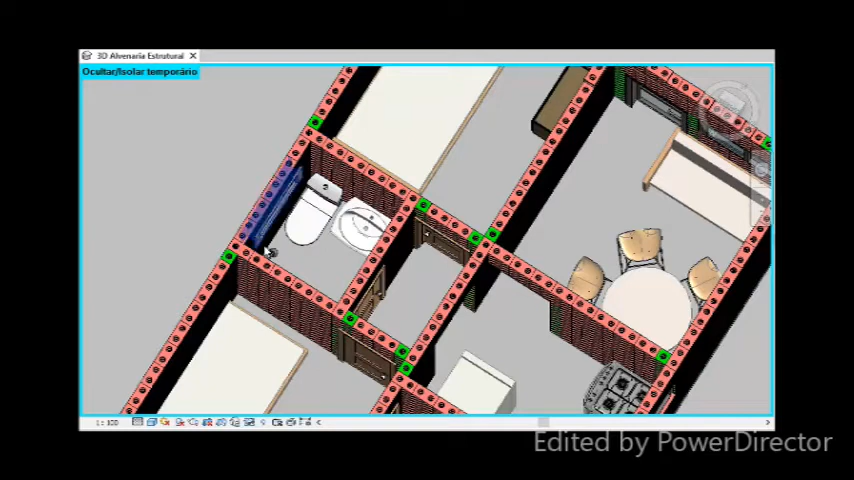 3D Alvenaria Estrutural
Ocultar/Isolar temporário
1 : 100
Edited by PowerDirector